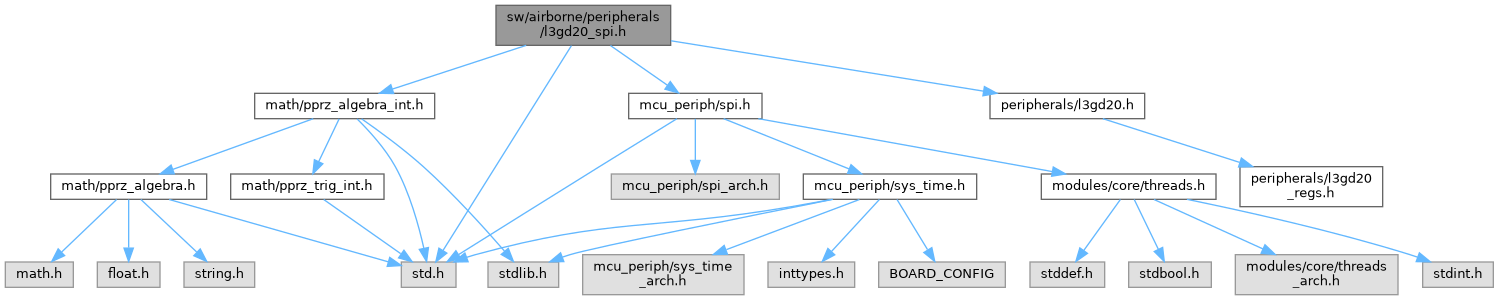 sw/airborne/peripherals
/l3gd20_spi.h
math/pprz_algebra_int.h
mcu_periph/spi.h
peripherals/l3gd20.h
math/pprz_algebra.h
math/pprz_trig_int.h
mcu_periph/spi_arch.h
mcu_periph/sys_time.h
modules/core/threads.h
peripherals/l3gd20
_regs.h
math.h
float.h
string.h
std.h
stdlib.h
mcu_periph/sys_time
_arch.h
inttypes.h
BOARD_CONFIG
stddef.h
stdbool.h
modules/core/threads
_arch.h
stdint.h